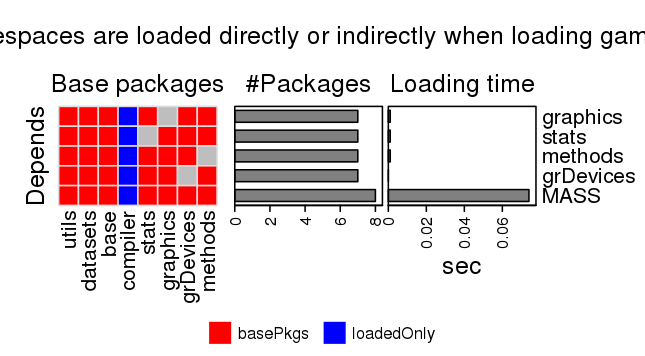 espaces are loaded directly or indirectly when loading gam
Base packages
#Packages
Loading time
Depends
graphics
stats
methods
grDevices
MASS
utils
datasets
base
compiler
stats
graphics
grDevices
methods
0 2 4 6 8
0 0.02 0.04 0.06
sec
basePkgs loadedOnly